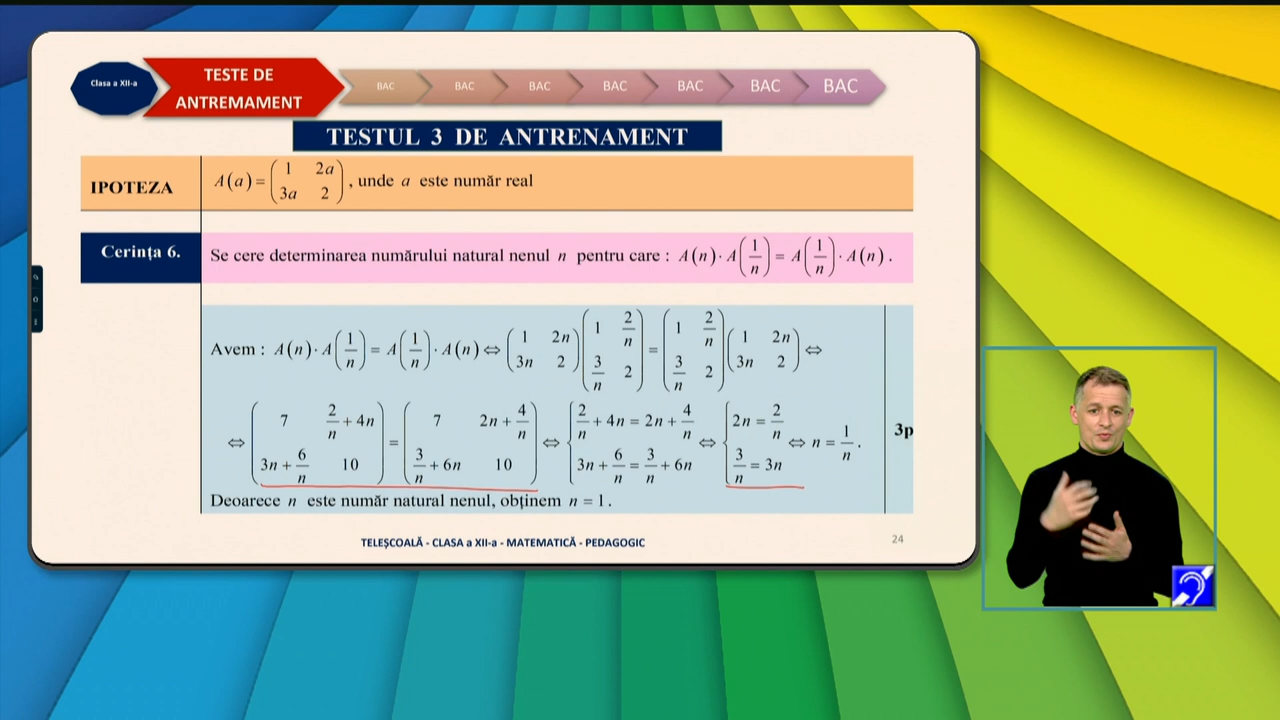 Clasa a XII-a
TESTE DE
ANTREMAMENT
BAC BAC BAC BAC BAC BAC BAC
TESTUL 3 DE ANTRENAMENT
IPOTEZA
A(a) = (1 2a; 3a 2), unde a este număr real
Cerința 6.
Se cere determinarea numărului natural nenul n pentru care : A(n)·A(1/n) = A(1/n)·A(n).
Avem : A(n)·A(1/n) = A(1/n)·A(n) ⇔ (1 2n; 3n 2)(1 2/n; 3/n 2) = (1 2/n; 3/n 2)(1 2n; 3n 2) ⇔
⇔ (7 2/n + 4n; 3n + 6/n 10) = (7 2n + 4/n; 3/n + 6n 10) ⇔ {2/n + 4n = 2n + 4/n; 3n + 6/n = 3/n + 6n ⇔ {2n = 2/n; 3/n = 3n ⇔ n = 1/n.
3p
Deoarece n este număr natural nenul, obținem n = 1.
TELEȘCOALĂ - CLASA a XII-a - MATEMATICĂ - PEDAGOGIC
24